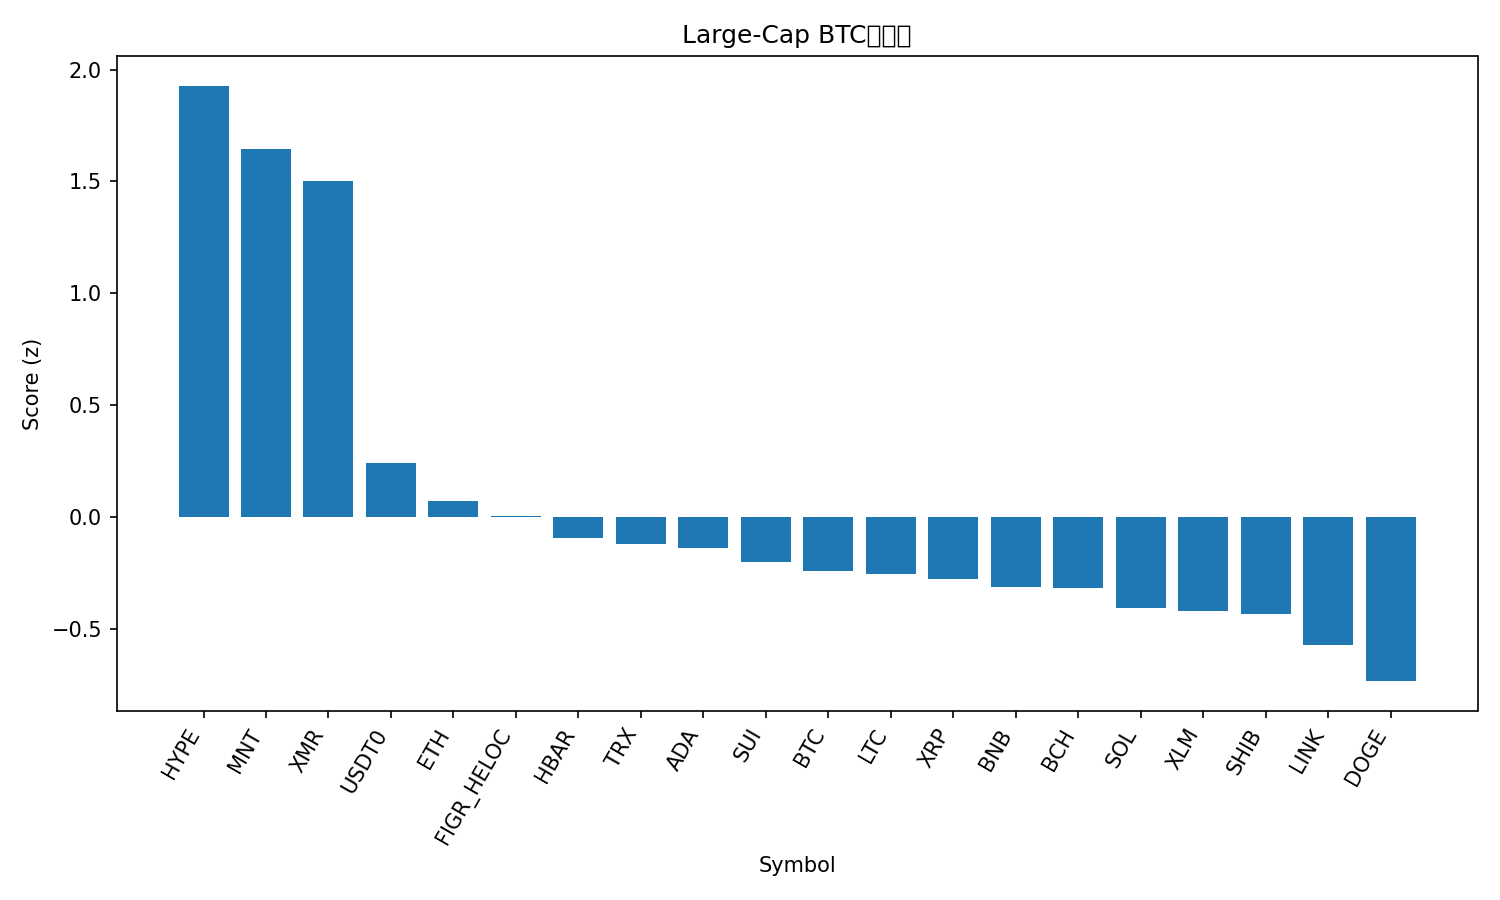 Large-Cap BTC
2.0
1.5
1.0
0.5
0.0
−0.5
Score (z)
HYPE
MNT
XMR
USDT0
ETH
FIGR_HELOC
HBAR
TRX
ADA
SUI
BTC
LTC
XRP
BNB
BCH
SOL
XLM
SHIB
LINK
DOGE
Symbol